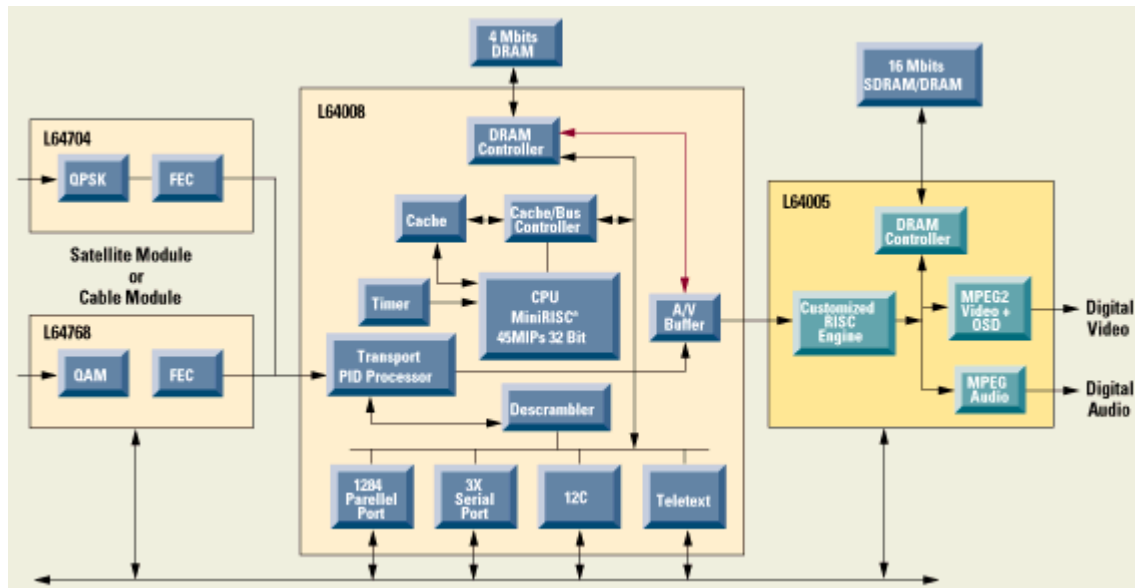 4 Mbits
DRAM
16 Mbits
SDRAM/DRAM
L64704
QPSK
FEC
Satellite Module
or
Cable Module
L64768
QAM
FEC
L64008
DRAM
Controller
Cache
Cache/Bus
Controller
Timer
CPU
MiniRISC®
45MIPs 32 Bit
A/V
Buffer
Transport
PID Processor
Descrambler
1284
Parellel
Port
3X
Serial
Port
12C
Teletext
L64005
DRAM
Controller
Customized
RISC
Engine
MPEG2
Video +
OSD
MPEG
Audio
Digital
Video
Digital
Audio